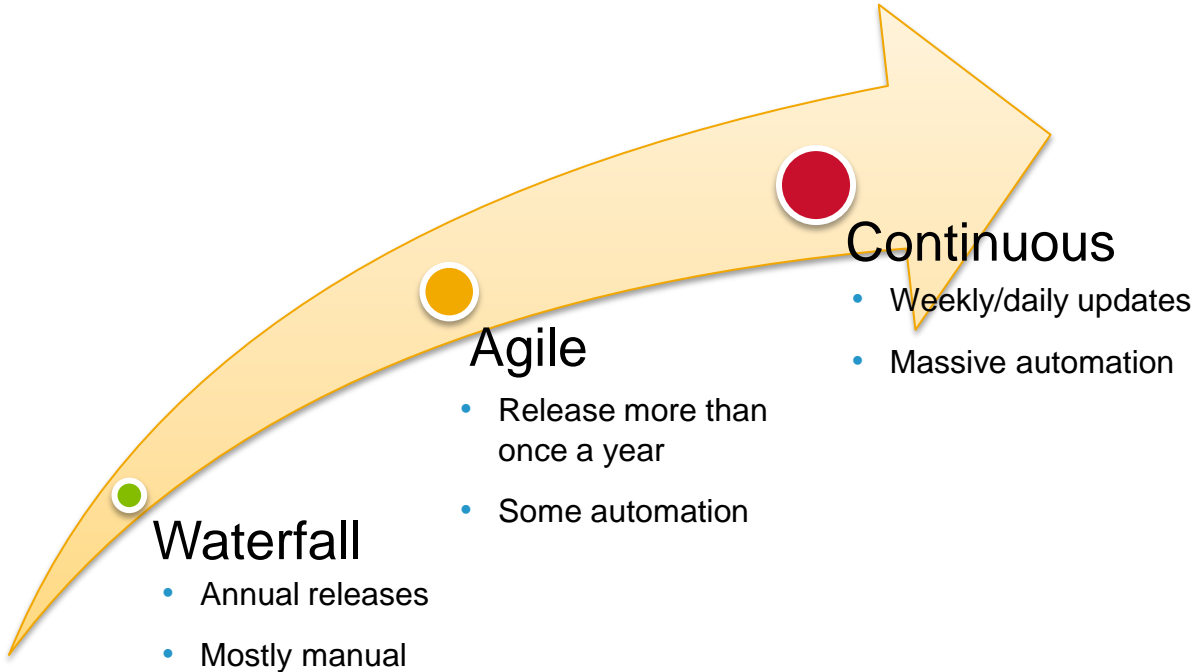 Continuous
• Weekly/daily updates
• Massive automation
Agile
• Release more than
once a year
• Some automation
Waterfall
• Annual releases
• Mostly manual